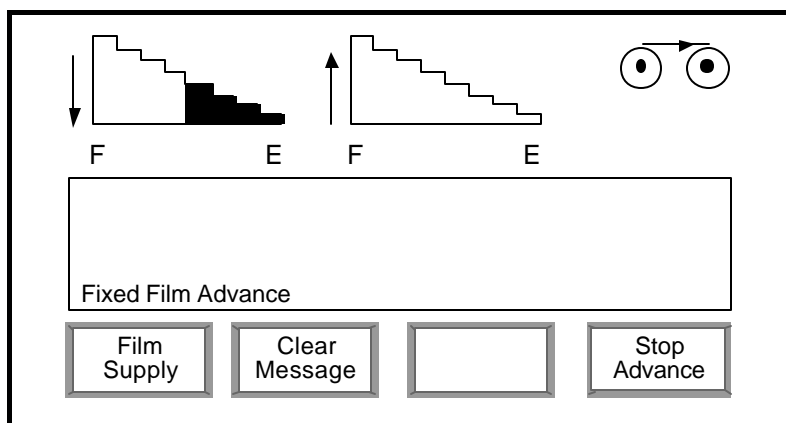 F E F E
Fixed Film Advance
Film Supply
Clear Message
Stop Advance